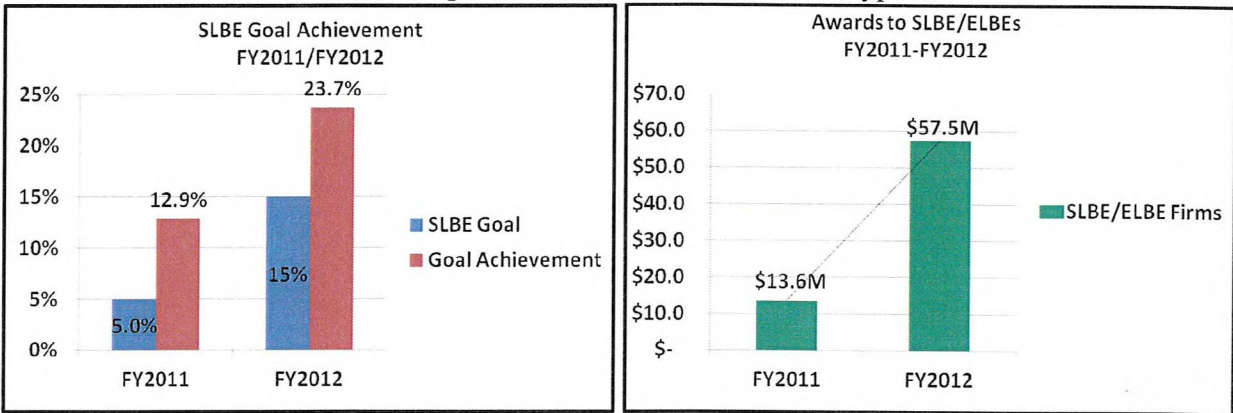 SLBE Goal Achievement
FY2011/FY2012
25%
20%
15%
10%
5%
0%
5.0%
12.9%
15%
23.7%
FY2011
FY2012
SLBE Goal
Goal Achievement
Awards to SLBE/ELBEs
FY2011-FY2012
$70.0
$60.0
$50.0
$40.0
$30.0
$20.0
$10.0
$-
$13.6M
$57.5M
FY2011
FY2012
SLBE/ELBE Firms